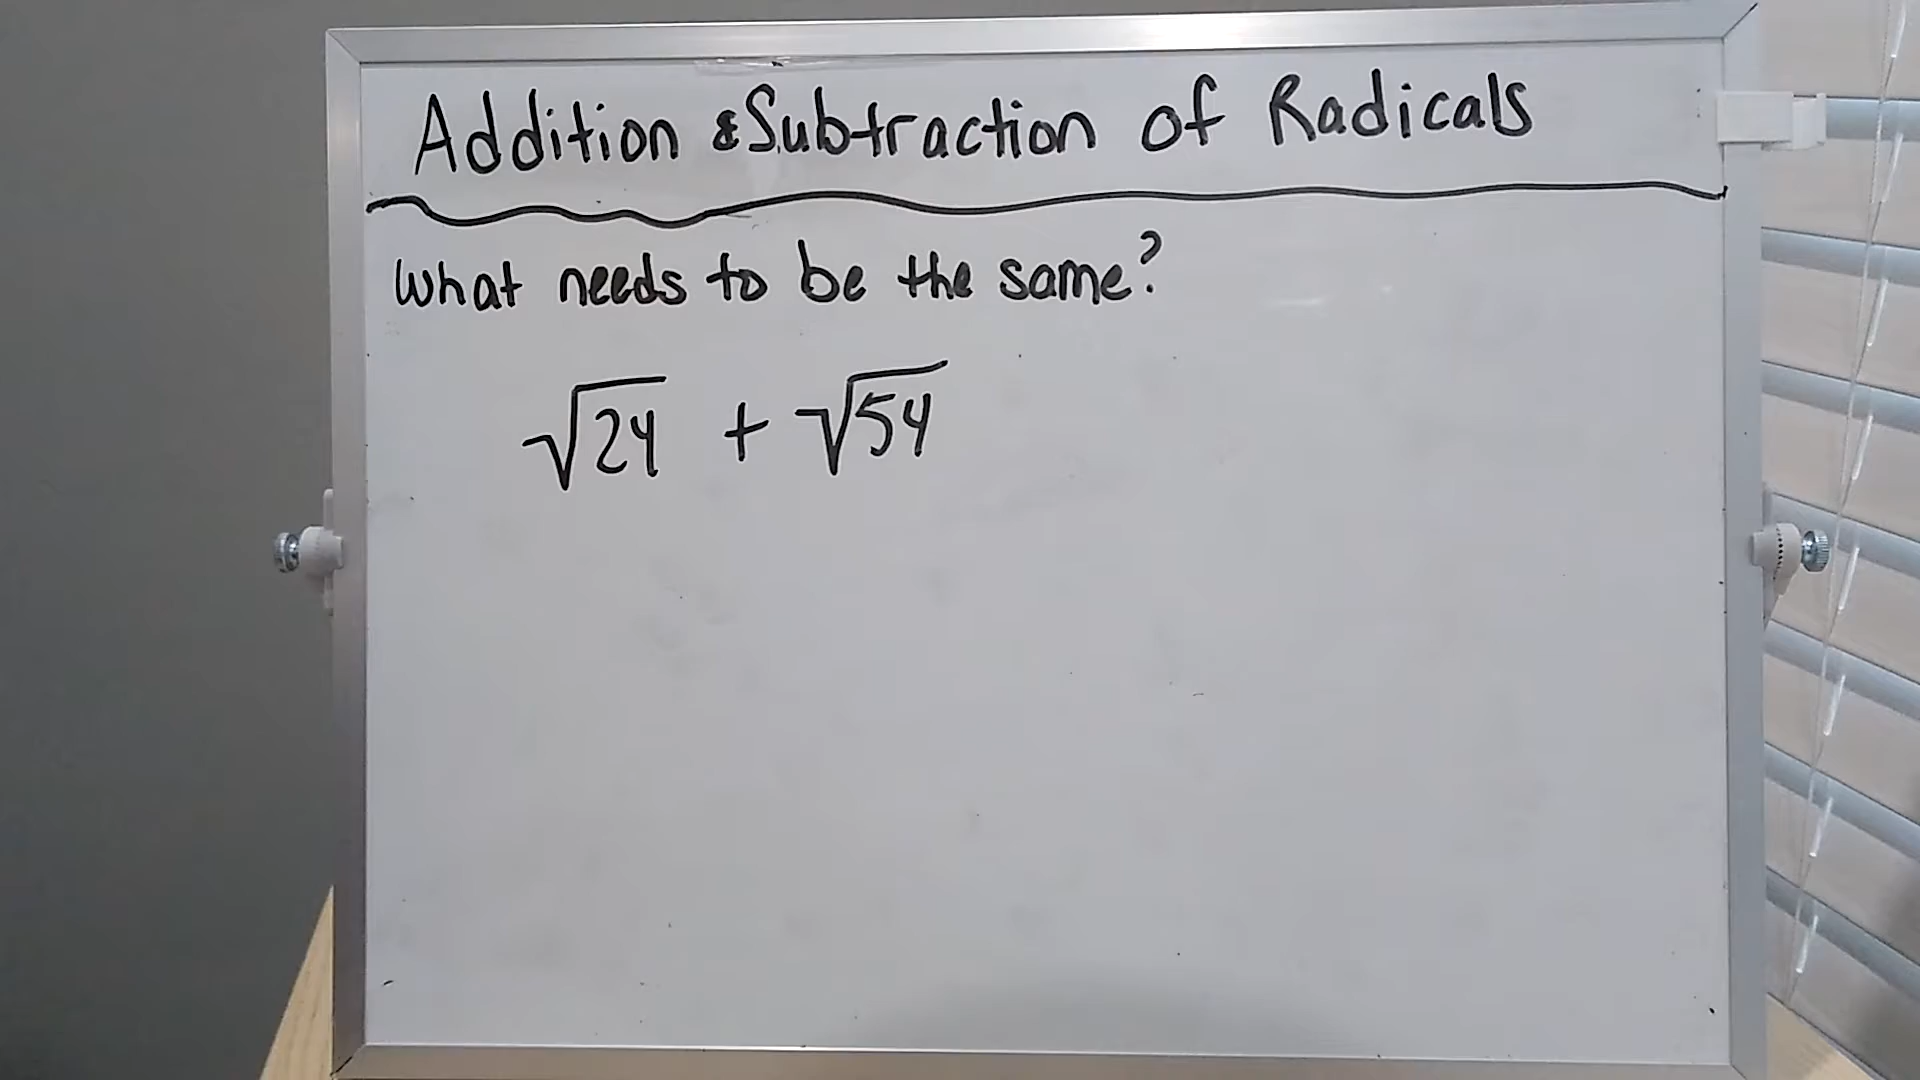 Addition & Subtraction of Radicals
What needs to be the same?
√24 + √54